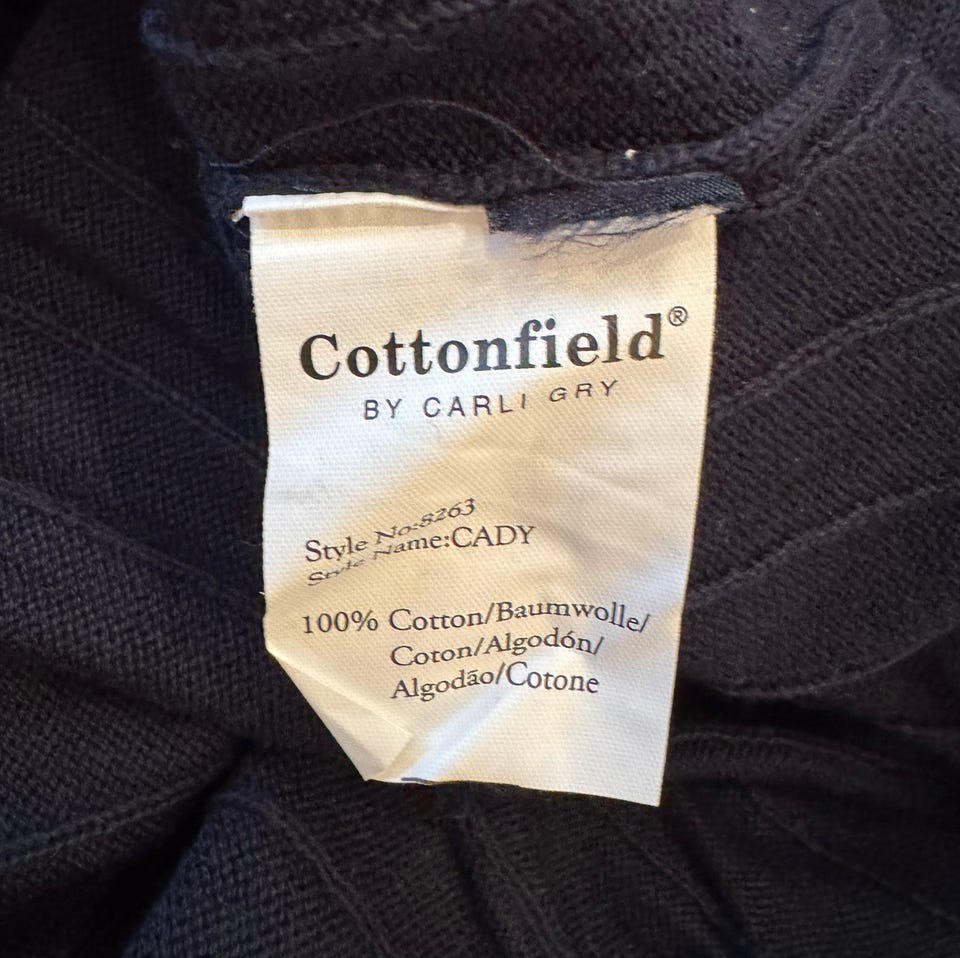 Cottonfield®
BY CARLI GRY
Style No:8263
Style Name:CADY
100% Cotton/Baumwolle/
Coton/Algodón/
Algodão/Cotone